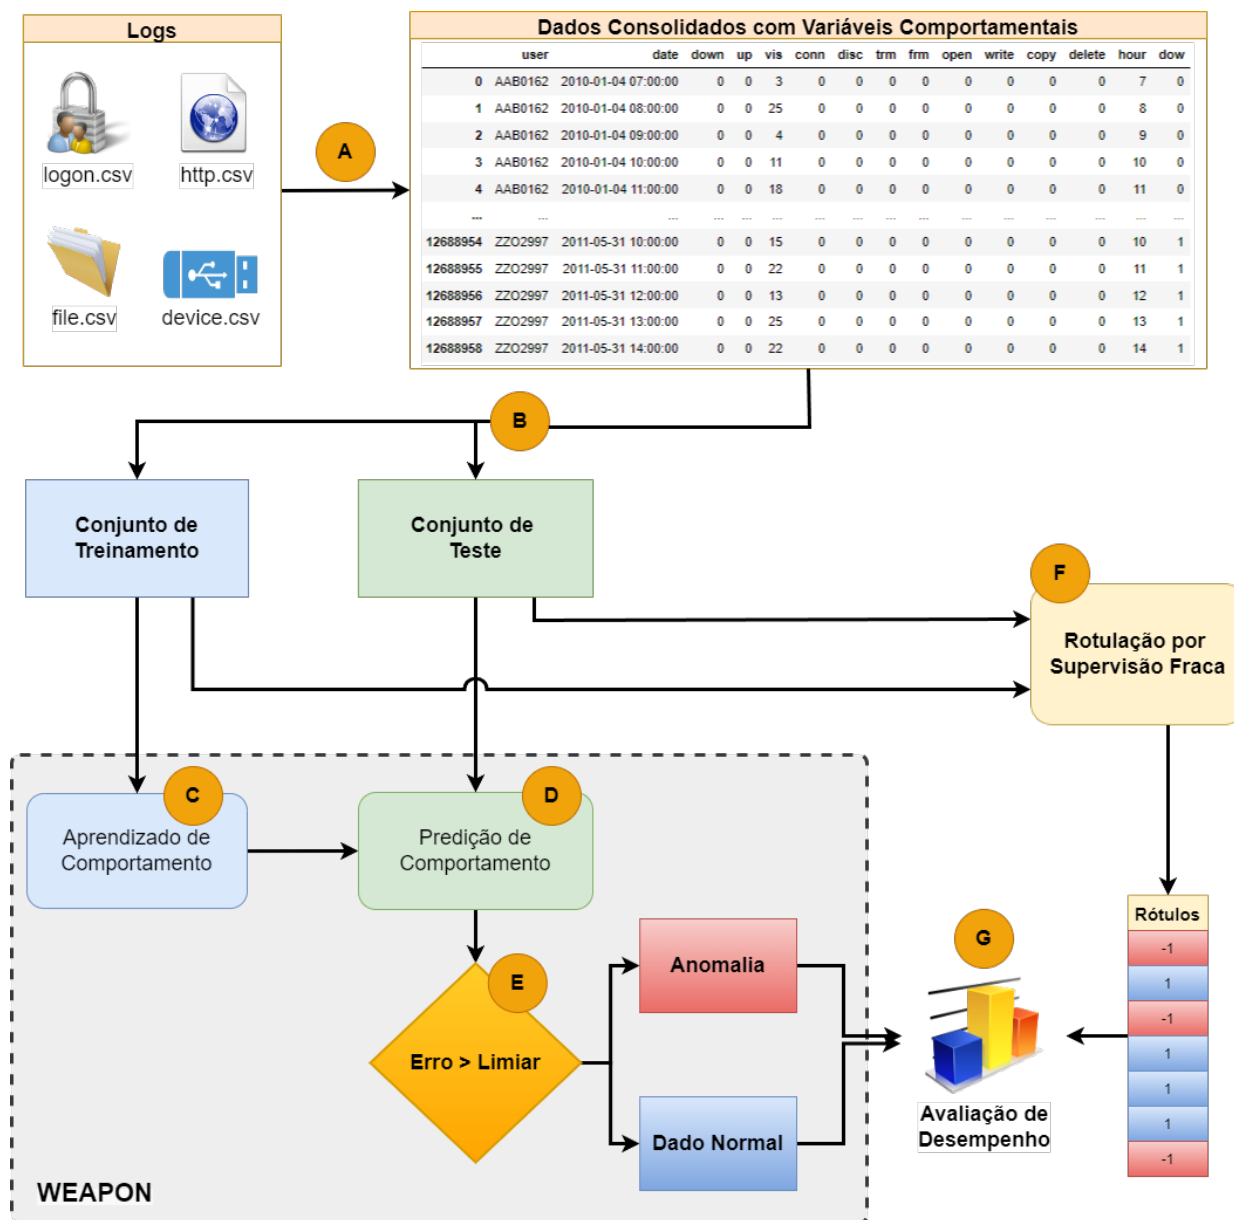 Logs
logon.csv
http.csv
file.csv
device.csv
A
Dados Consolidados com Variáveis Comportamentais
user date down up vis conn disc trm frm open write copy delete hour dow
0 AAB0162 2010-01-04 07:00:00 0 0 3 0 0 0 0 0 0 0 0 7 0
1 AAB0162 2010-01-04 08:00:00 0 0 25 0 0 0 0 0 0 0 0 8 0
2 AAB0162 2010-01-04 09:00:00 0 0 4 0 0 0 0 0 0 0 0 9 0
3 AAB0162 2010-01-04 10:00:00 0 0 11 0 0 0 0 0 0 0 0 10 0
4 AAB0162 2010-01-04 11:00:00 0 0 18 0 0 0 0 0 0 0 0 11 0
... ... ... ... ... ... ... ... ... ... ... ... ... ... ... ...
12688954 ZZO2997 2011-05-31 10:00:00 0 0 15 0 0 0 0 0 0 0 0 10 1
12688955 ZZO2997 2011-05-31 11:00:00 0 0 22 0 0 0 0 0 0 0 0 11 1
12688956 ZZO2997 2011-05-31 12:00:00 0 0 13 0 0 0 0 0 0 0 0 12 1
12688957 ZZO2997 2011-05-31 13:00:00 0 0 25 0 0 0 0 0 0 0 0 13 1
12688958 ZZO2997 2011-05-31 14:00:00 0 0 22 0 0 0 0 0 0 0 0 14 1
B
Conjunto de
Treinamento
Conjunto de
Teste
F
Rotulação por
Supervisão Fraca
C
Aprendizado de
Comportamento
D
Predição de
Comportamento
E
Erro > Limiar
Anomalia
Dado Normal
WEAPON
G
Avaliação de
Desempenho
Rótulos
-1
1
-1
1
1
1
-1